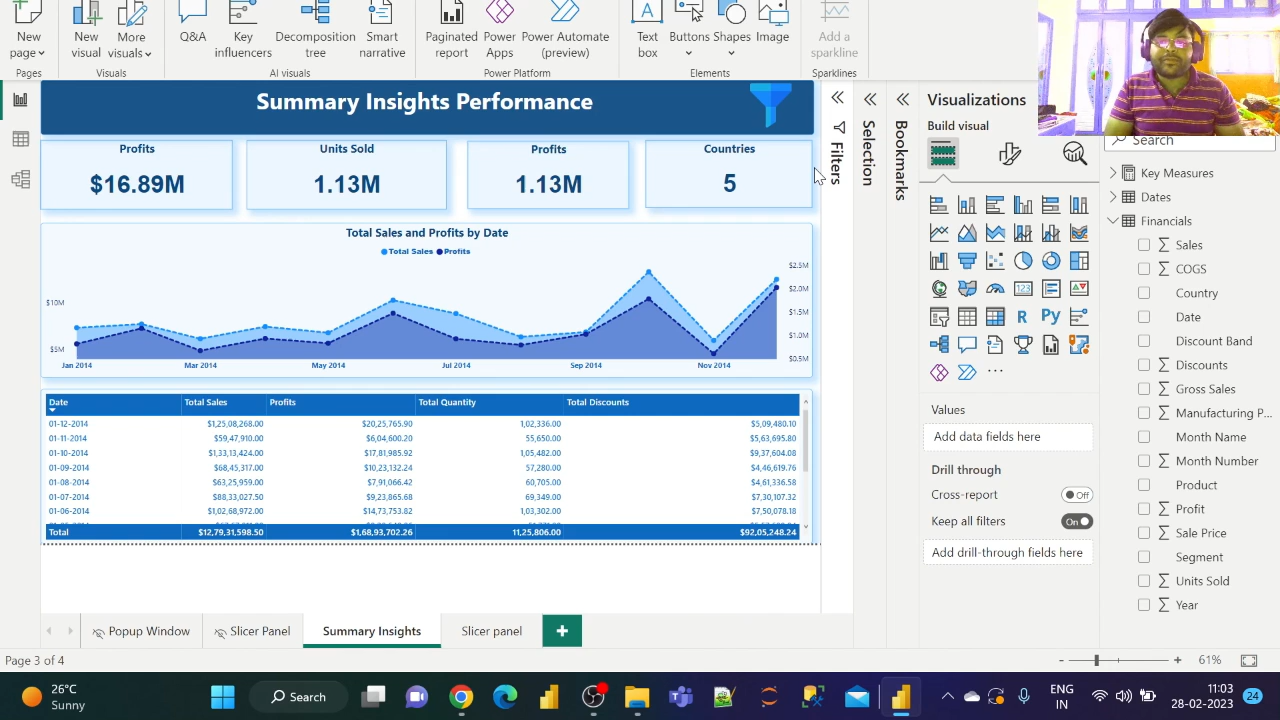 New page
New visual
More visuals
Q&A
Key influencers
Decomposition tree
Smart narrative
Paginated report
Power Apps
Power Automate (preview)
Text box
Buttons
Shapes
Image
Add a sparkline
Pages
Visuals
AI visuals
Power Platform
Elements
Sparklines
Summary Insights Performance
Profits
$16.89M
Units Sold
1.13M
Profits
1.13M
Countries
5
Total Sales and Profits by Date
Total Sales Profits
$10M
$5M
$2.5M
$2.0M
$1.5M
$1.0M
$0.5M
Jan 2014 Mar 2014 May 2014 Jul 2014 Sep 2014 Nov 2014
Date Total Sales Profits Total Quantity Total Discounts
01-12-2014 $1,25,08,268.00 $20,25,765.90 1,02,336.00 $5,09,480.10
01-11-2014 $59,47,910.00 $6,04,600.20 55,650.00 $5,63,695.80
01-10-2014 $1,33,13,424.00 $17,81,985.92 1,05,482.00 $9,37,604.08
01-09-2014 $68,45,317.00 $10,23,132.24 57,280.00 $4,46,619.76
01-08-2014 $63,25,959.00 $7,91,066.42 60,705.00 $4,61,336.58
01-07-2014 $88,33,027.50 $9,23,865.68 69,349.00 $7,30,107.32
01-06-2014 $1,02,68,972.00 $14,73,753.82 1,03,302.00 $7,50,078.18
Total $12,79,31,598.50 $1,68,93,702.26 11,25,806.00 $92,05,248.24
Filters
Selection
Bookmarks
Visualizations
Build visual
123
R
Py
Values
Add data fields here
Drill through
Cross-report
Off
Keep all filters
On
Add drill-through fields here
Search
Key Measures
Dates
Financials
Sales
COGS
Country
Date
Discount Band
Discounts
Gross Sales
Manufacturing P...
Month Name
Month Number
Product
Profit
Sale Price
Segment
Units Sold
Year
Popup Window
Slicer Panel
Summary Insights
Slicer panel
Page 3 of 4
61%
26°C
Sunny
Search
ENG
IN
11:03
28-02-2023
24